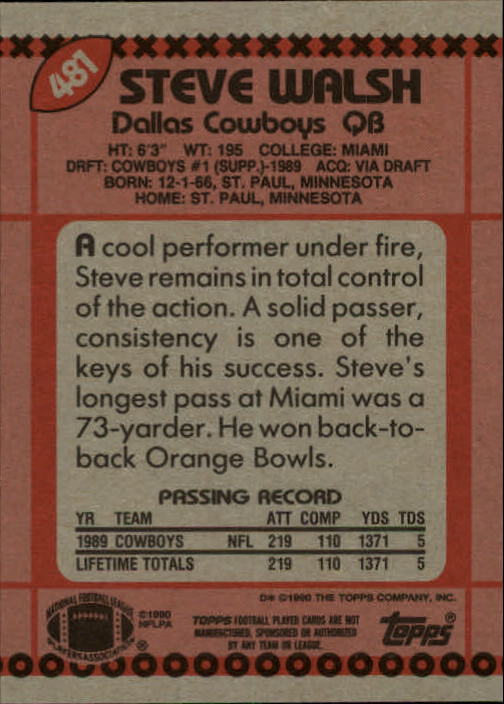 481
STEVE WALSH
Dallas Cowboys QB
HT: 6'3" WT: 195 COLLEGE: MIAMI
DRFT: COWBOYS #1 (SUPP.)-1989 ACQ: VIA DRAFT
BORN: 12-1-66, ST. PAUL, MINNESOTA
HOME: ST. PAUL, MINNESOTA
A cool performer under fire,
Steve remains in total control
of the action. A solid passer,
consistency is one of the
keys of his success. Steve's
longest pass at Miami was a
73-yarder. He won back-to-
back Orange Bowls.
PASSING RECORD
YR TEAM ATT COMP YDS TDS
1989 COWBOYS NFL 219 110 1371 5
LIFETIME TOTALS 219 110 1371 5
D* ©1990 THE TOPPS COMPANY, INC.
NATIONAL FOOTBALL LEAGUE
PLAYERS ASSOCIATION
®
©1990
NFLPA
TOPPS FOOTBALL PLAYER CARDS ARE NOT
MANUFACTURED, SPONSORED OR AUTHORIZED
BY ANY TEAM OR LEAGUE.
topps®